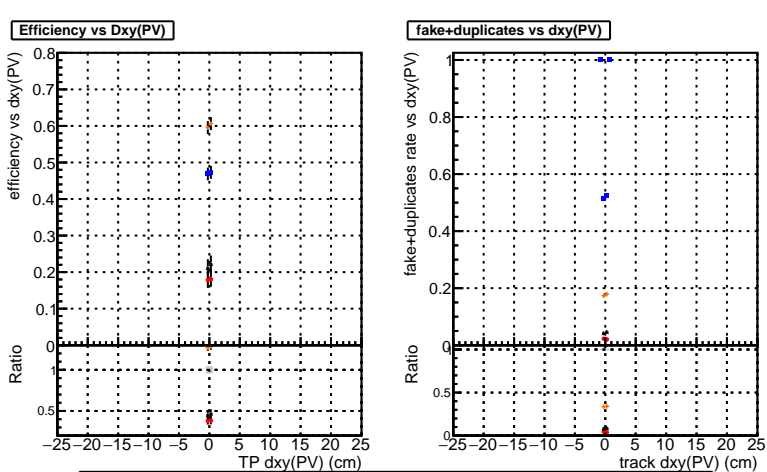 Efficiency vs Dxy(PV)
efficiency vs dxy(PV)
0.8
0.7
0.6
0.5
0.4
0.3
0.2
0.1
0
Ratio
1
0.5
−25 −20 −15 −10 −5 0 5 10 15 20 25
TP dxy(PV) (cm)
fake+duplicates vs dxy(PV)
fake+duplicates rate vs dxy(PV)
1
0.8
0.6
0.4
0.2
0
Ratio
1
0.5
0
−25 −20 −15 −10 −5 0 5 10 15 20 25
track dxy(PV) (cm)